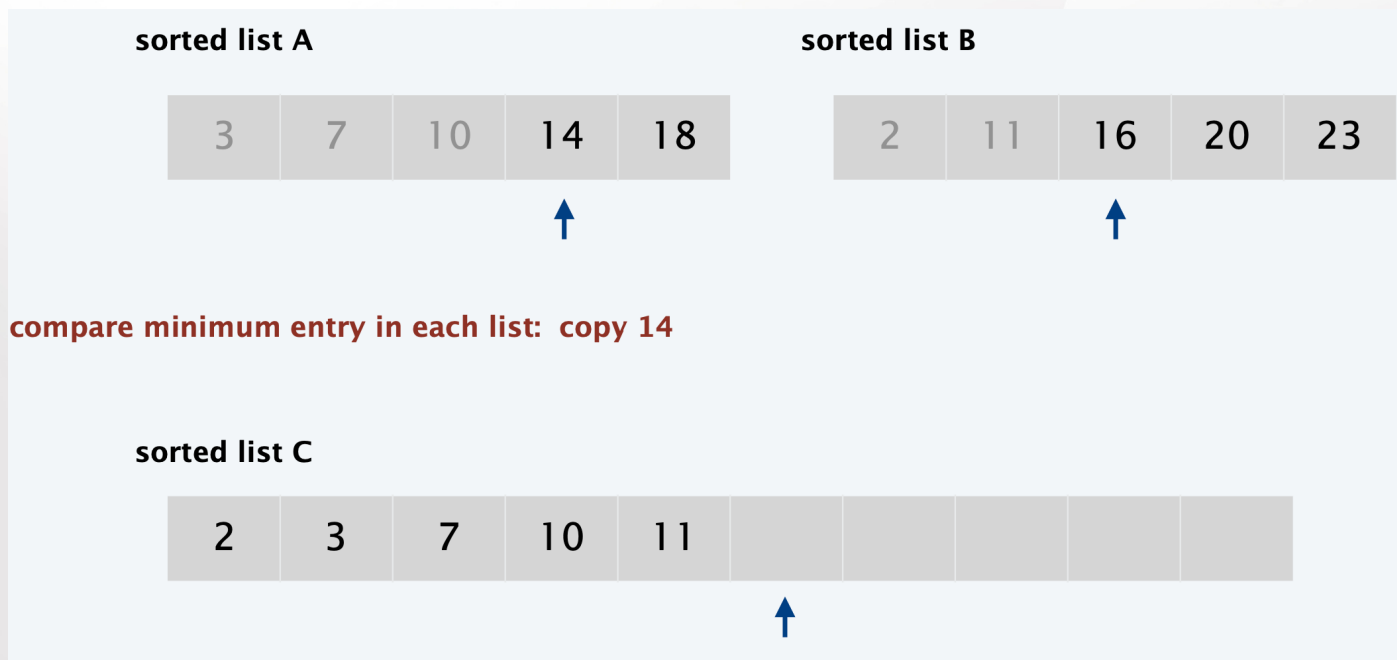 sorted list A
sorted list B
3 7 10 14 18
2 11 16 20 23
compare minimum entry in each list: copy 14
sorted list C
2 3 7 10 11